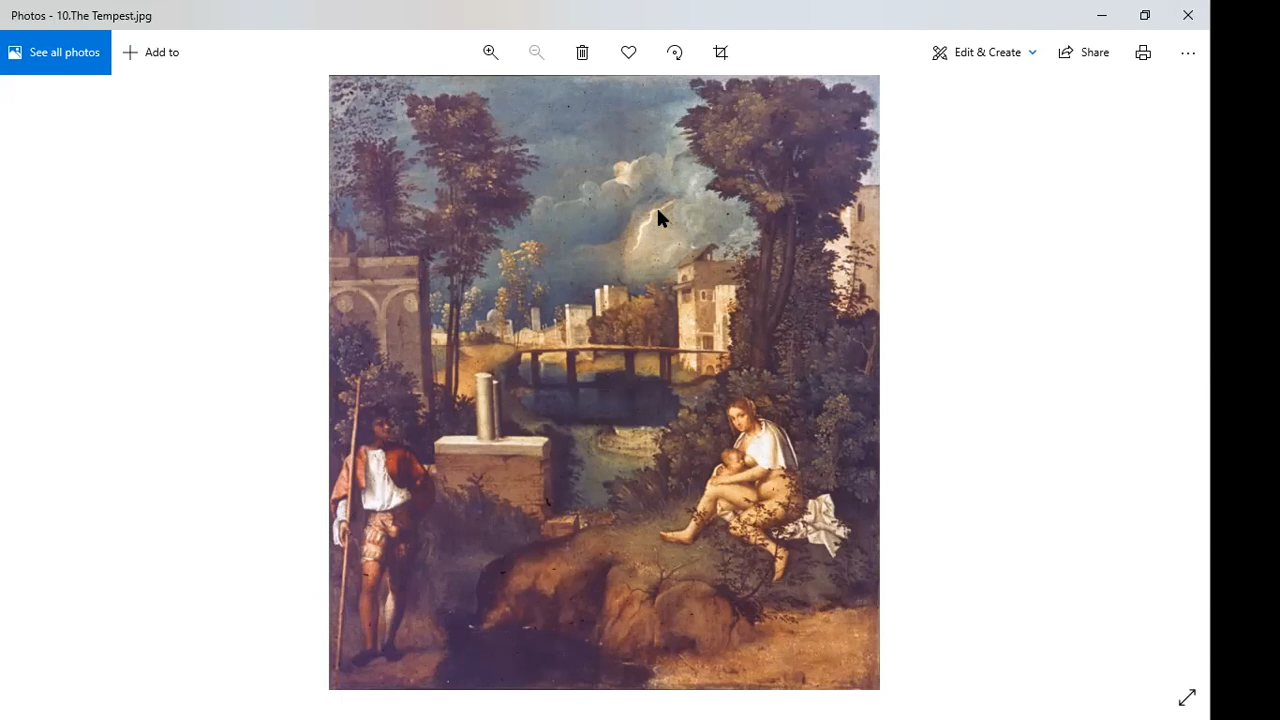 Photos - 10.The Tempest.jpg
See all photos
Add to
Edit & Create
Share